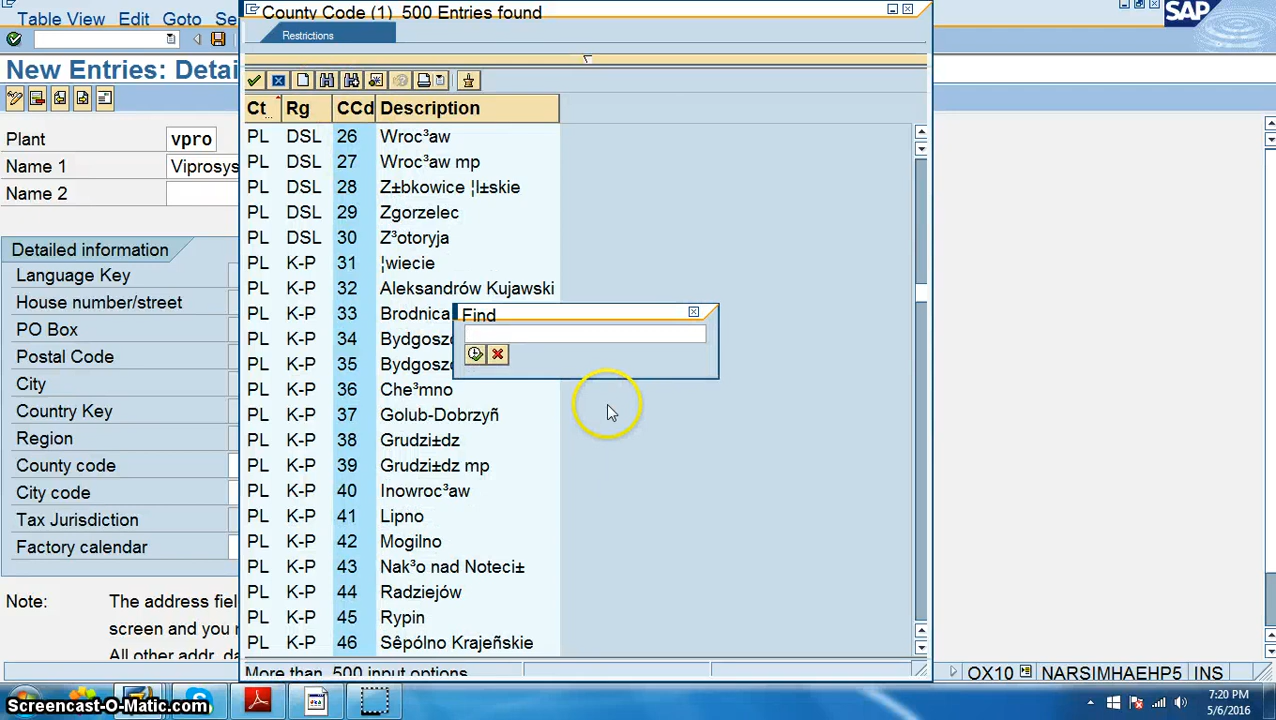 County Code (1)  500 Entries found
Table View Edit Goto Se
SAP
Restrictions
New Entries: Detai
Ct Rg CCd Description
Plant vpro
Name 1 Viprosys
Name 2
PL DSL 26 Wroc³aw
PL DSL 27 Wroc³aw mp
PL DSL 28 Z±bkowice ¦l±skie
PL DSL 29 Zgorzelec
PL DSL 30 Z³otoryja
PL K-P 31 ¦wiecie
PL K-P 32 Aleksandrów Kujawski
PL K-P 33 Brodnica
PL K-P 34 Bydgoszc
PL K-P 35 Bydgoszc
PL K-P 36 Che³mno
PL K-P 37 Golub-Dobrzyñ
PL K-P 38 Grudzi±dz
PL K-P 39 Grudzi±dz mp
PL K-P 40 Inowroc³aw
PL K-P 41 Lipno
PL K-P 42 Mogilno
PL K-P 43 Nak³o nad Noteci±
PL K-P 44 Radziejów
PL K-P 45 Rypin
PL K-P 46 Sêpólno Krajeñskie
Find
Detailed information
Language Key
House number/street
PO Box
Postal Code
City
Country Key
Region
County code
City code
Tax Jurisdiction
Factory calendar
Note: The address fiel
screen and you
All other addr. da
More than 500 input options
OX10 NARSIMHAEHP5 INS
Screencast-O-Matic.com
7:20 PM
5/6/2016